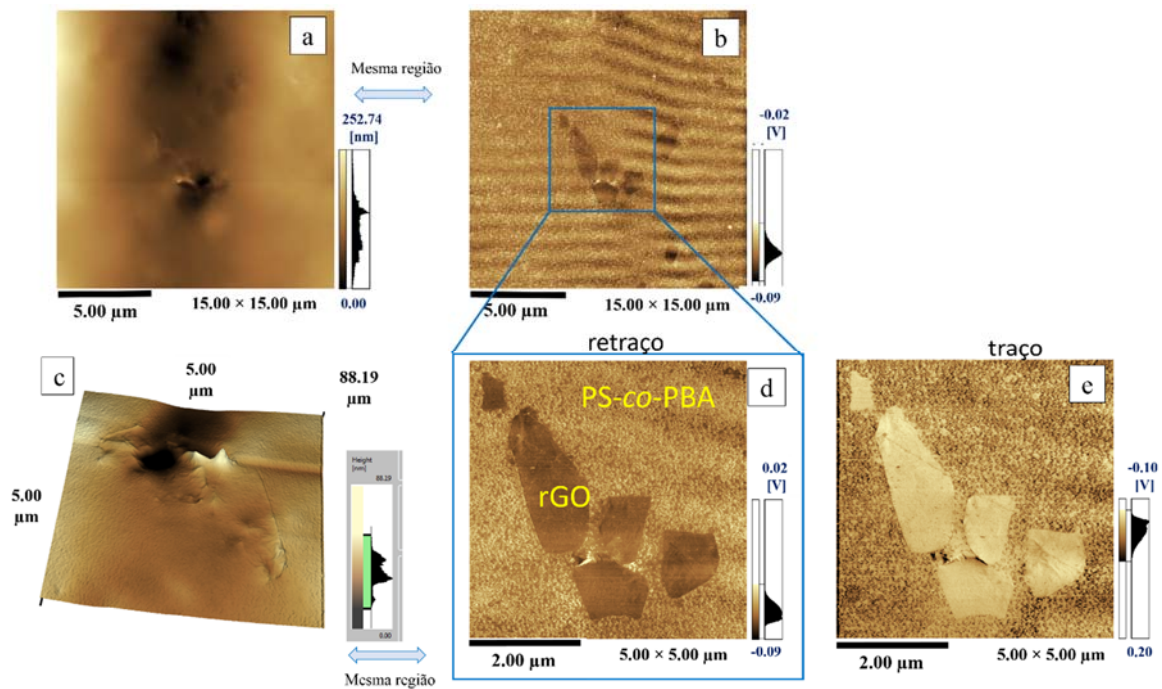 a
Mesma região
252.74
[nm]
0.00
5.00 µm
15.00 × 15.00 µm
b
-0.02
[V]
-0.09
5.00 µm
15.00 × 15.00 µm
c
5.00
µm
88.19
µm
5.00
µm
Height
[nm]
88.19
0.00
Mesma região
retraço
d
PS-co-PBA
rGO
0.02
[V]
-0.09
2.00 µm
5.00 × 5.00 µm
traço
e
-0.10
[V]
0.20
2.00 µm
5.00 × 5.00 µm